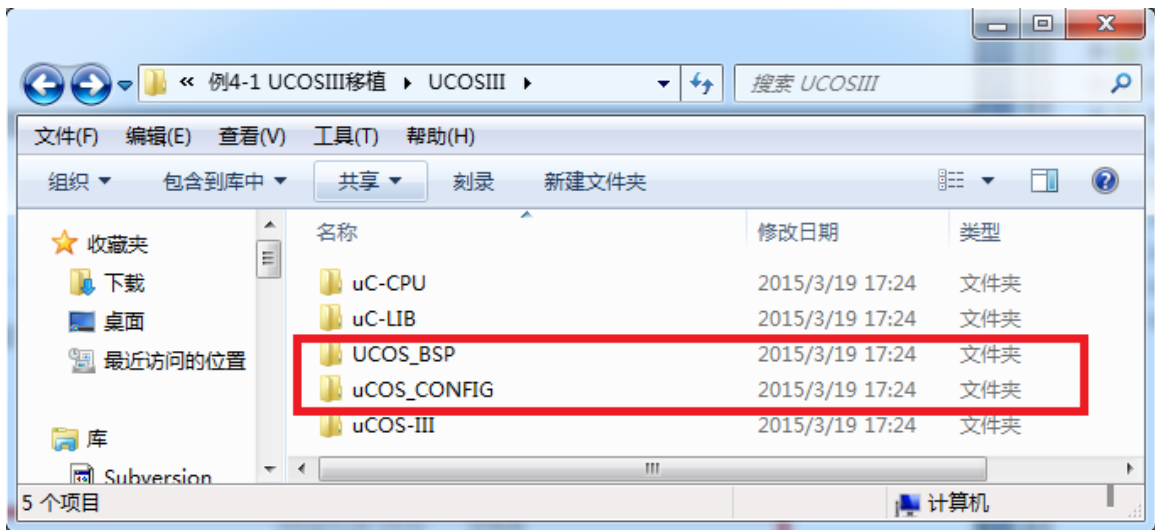 « 例4-1 UCOSIII移植 ▸ UCOSIII ▸ 搜索 UCOSIII
文件(F) 编辑(E) 查看(V) 工具(T) 帮助(H)
组织 包含到库中 共享 刻录 新建文件夹
名称 修改日期 类型
收藏夹
下载
桌面
最近访问的位置
库
Subversion
uC-CPU 2015/3/19 17:24 文件夹
uC-LIB 2015/3/19 17:24 文件夹
UCOS_BSP 2015/3/19 17:24 文件夹
uCOS_CONFIG 2015/3/19 17:24 文件夹
uCOS-III 2015/3/19 17:24 文件夹
5 个项目 计算机